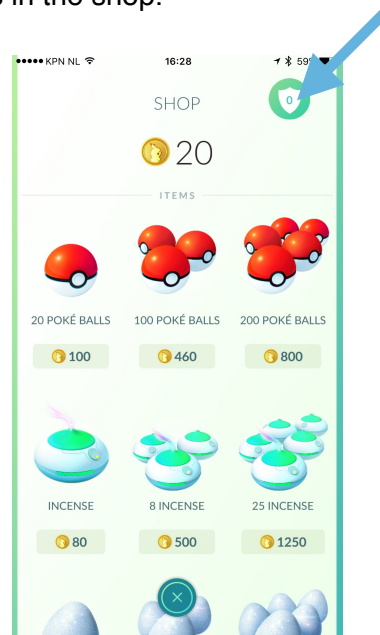 in the shop.
KPN NL 16:28
SHOP
0
20
ITEMS
20 POKÉ BALLS 100 POKÉ BALLS 200 POKÉ BALLS
100 460 800
INCENSE 8 INCENSE 25 INCENSE
80 500 1250